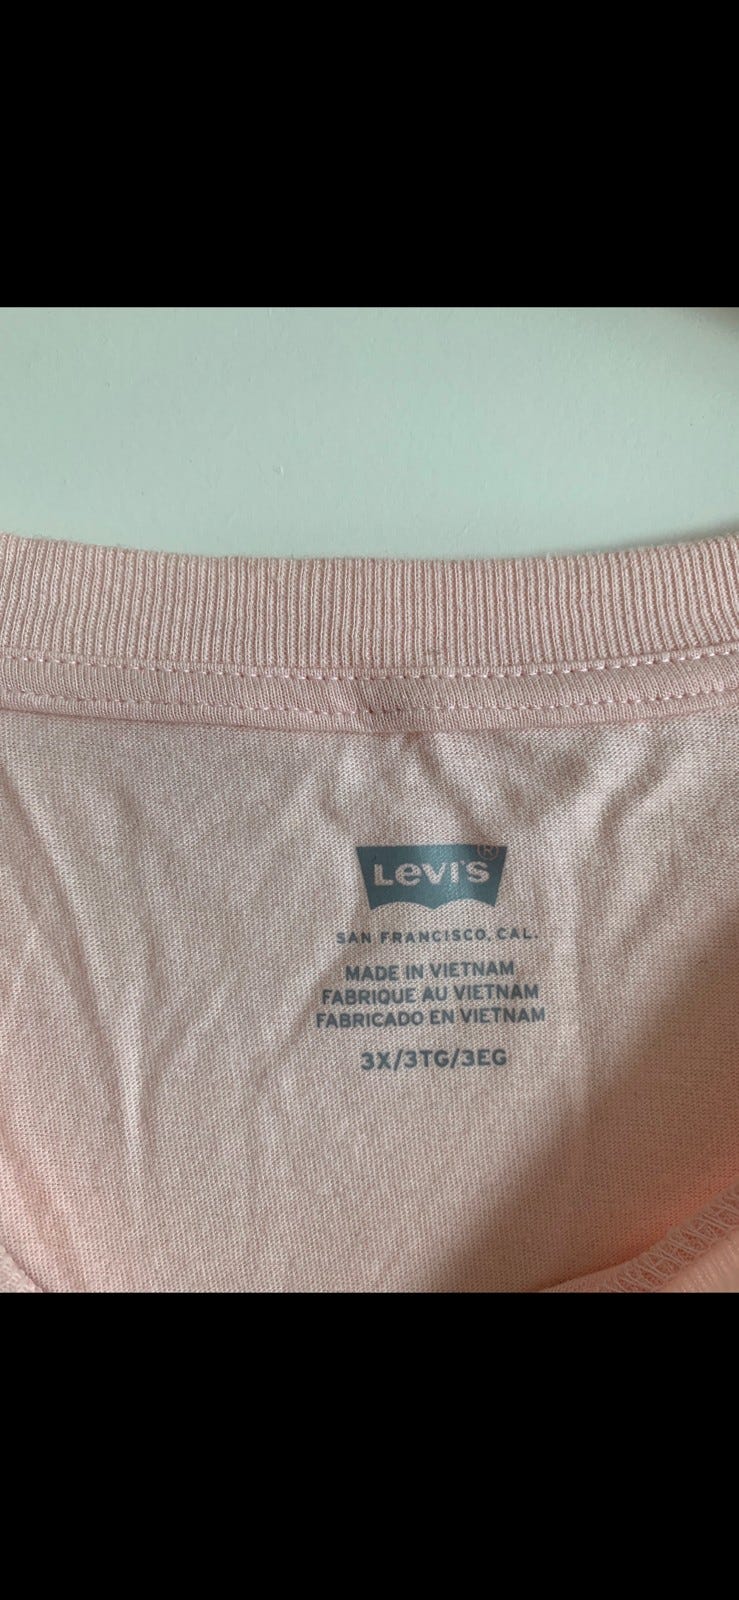 Levi's®
SAN FRANCISCO, CAL.
MADE IN VIETNAM
FABRIQUE AU VIETNAM
FABRICADO EN VIETNAM
3X/3TG/3EG